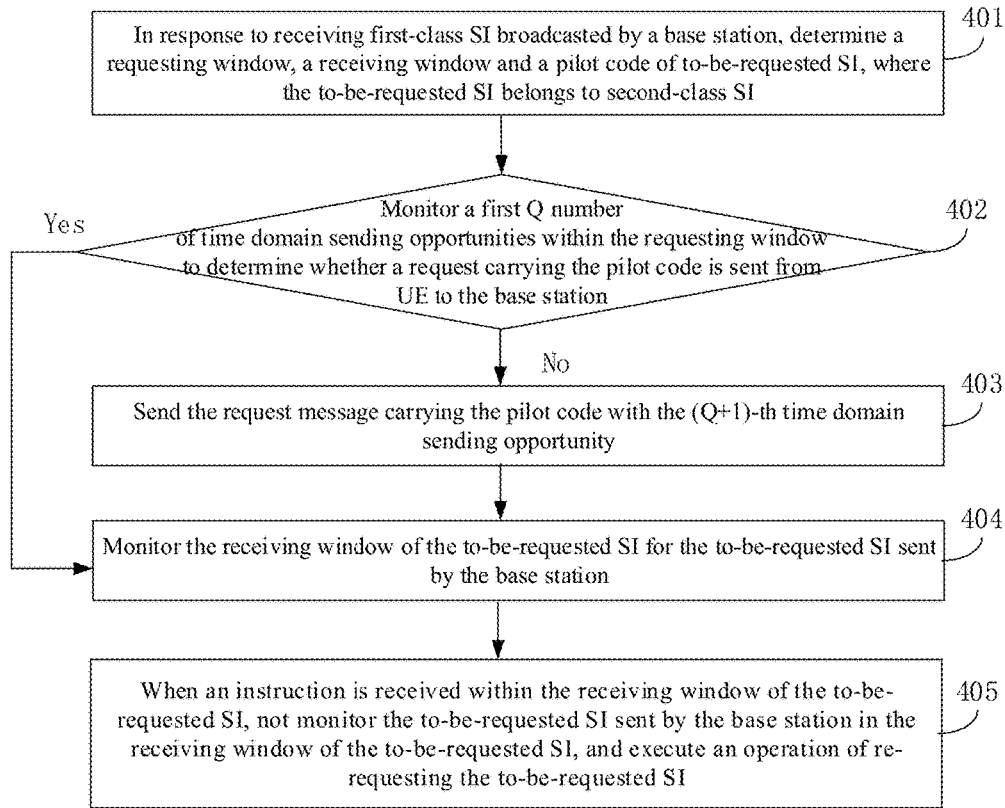 In response to receiving first-class SI broadcasted by a base station, determine a
requesting window, a receiving window and a pilot code of to-be-requested SI, where
the to-be-requested SI belongs to second-class SI
401
Monitor a first Q number
of time domain sending opportunities within the requesting window
to determine whether a request carrying the pilot code is sent from
UE to the base station
402
Yes
No
Send the request message carrying the pilot code with the (Q+1)-th time domain
sending opportunity
403
Monitor the receiving window of the to-be-requested SI for the to-be-requested SI sent
by the base station
404
When an instruction is received within the receiving window of the to-be-
requested SI, not monitor the to-be-requested SI sent by the base station in the
receiving window of the to-be-requested SI, and execute an operation of re-
requesting the to-be-requested SI
405